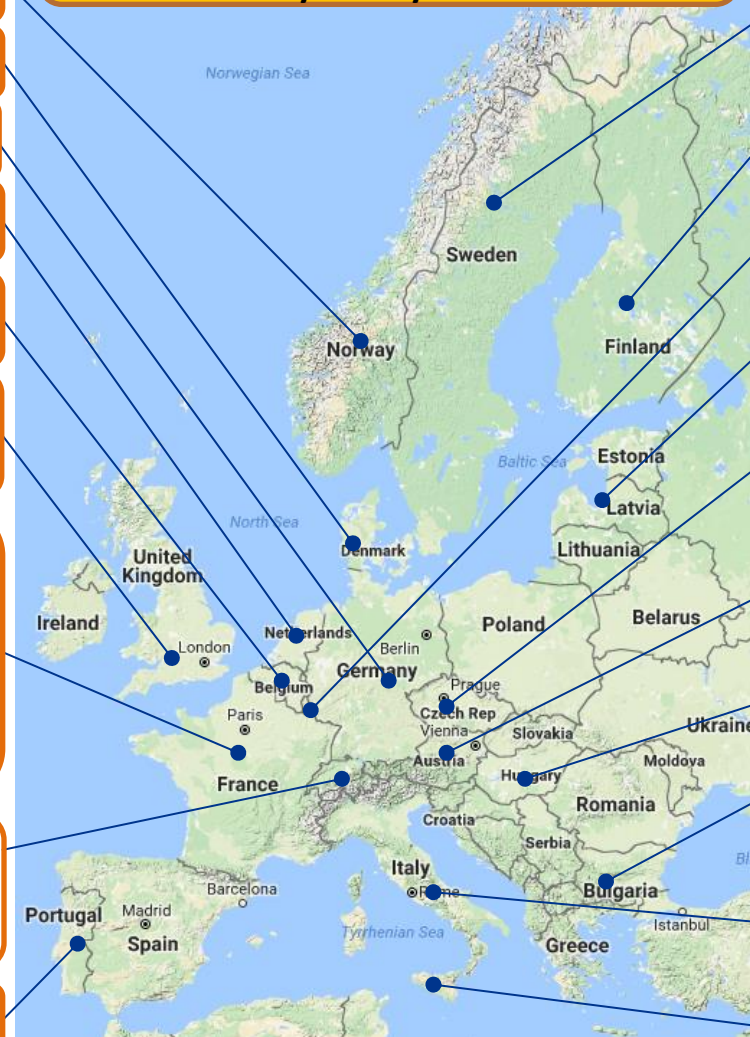 Norwegian Sea
Sweden
Norway
Finland
Baltic Sea
Estonia
Latvia
North Sea
Denmark
Lithuania
United
Kingdom
Ireland
London
Netherlands
Berlin
Poland
Belarus
Germany
Belgium
Prague
Czech Rep
Paris
Vienna
Slovakia
Ukraine
Austria
Moldova
France
Hungary
Romania
Croatia
Serbia
Italy
Rome
Bulgaria
Barcelona
Portugal
Madrid
Spain
Tyrrhenian Sea
Istanbul
Greece